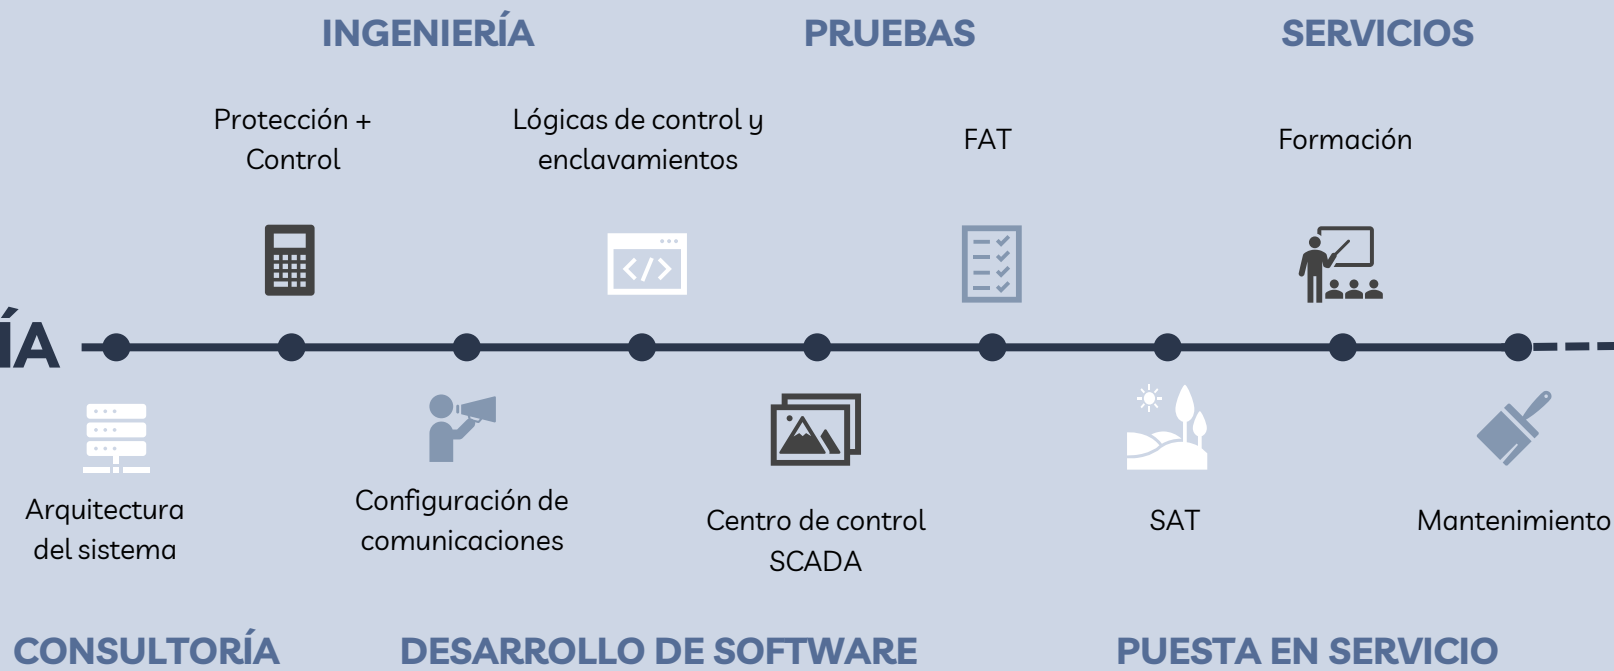 INGENIERÍA
PRUEBAS
SERVICIOS
Protección +
Control
Lógicas de control y
enclavamientos
FAT
Formación
ÍA
Arquitectura
del sistema
Configuración de
comunicaciones
Centro de control
SCADA
SAT
Mantenimiento
CONSULTORÍA
DESARROLLO DE SOFTWARE
PUESTA EN SERVICIO